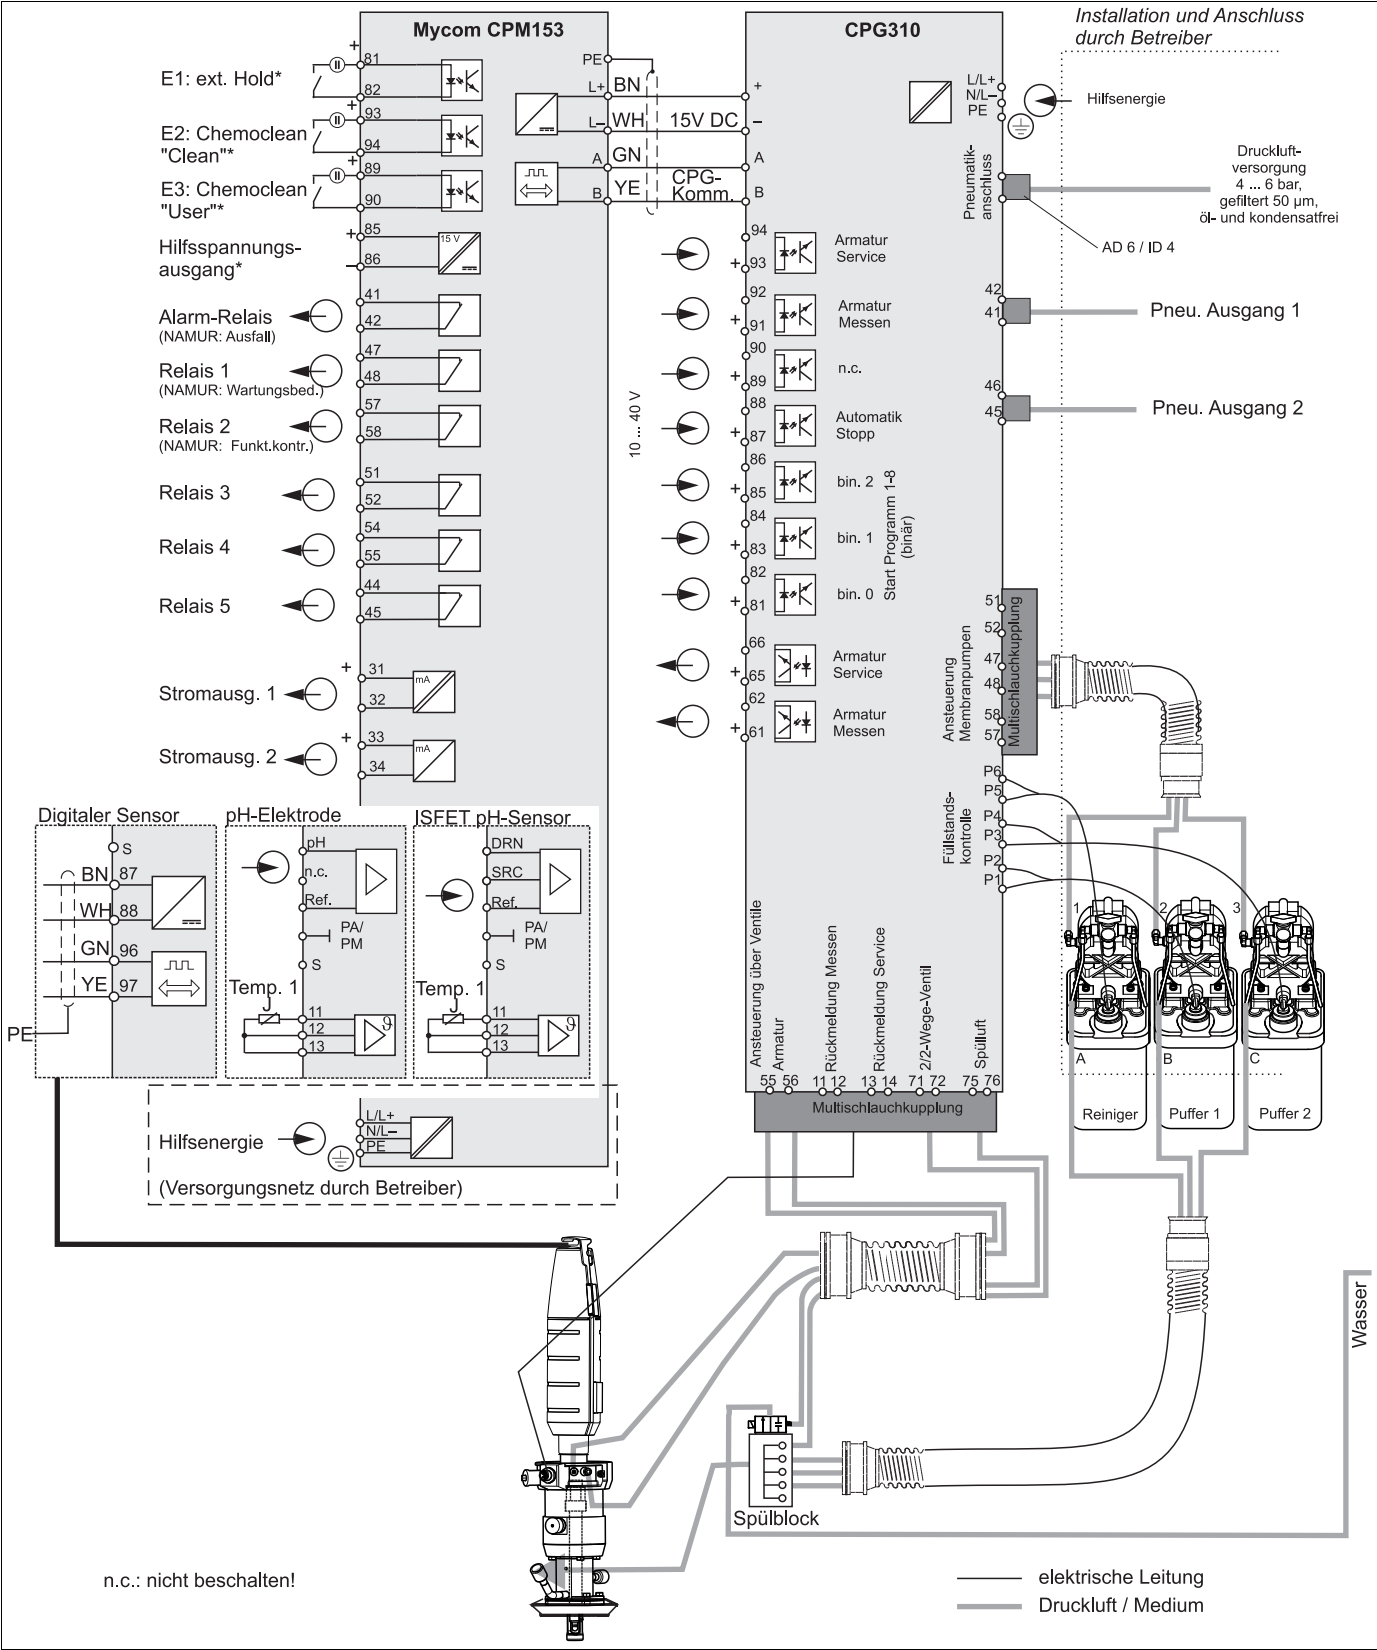 Mycom CPM153
CPG310
Installation und Anschluss
durch Betreiber
E1: ext. Hold*
+
81
82
E2: Chemoclean
"Clean"*
+
93
94
E3: Chemoclean
"User"*
+
89
90
Hilfsspannungs-
ausgang*
+
85
–
86
15 V
Alarm-Relais
(NAMUR: Ausfall)
41
42
Relais 1
(NAMUR: Wartungsbed.)
47
48
Relais 2
(NAMUR: Funkt.kontr.)
57
58
Relais 3
51
52
Relais 4
54
55
Relais 5
44
45
Stromausg. 1
+
31
32
mA
Stromausg. 2
+
33
34
mA
PE
L+
BN
L–
WH
15V DC
A
GN
B
YE
CPG-
Komm.
+
–
A
B
10 ... 40 V
94
+
93
Armatur
Service
92
+
91
Armatur
Messen
90
+
89
n.c.
88
+
87
Automatik
Stopp
86
+
85
bin. 2
84
+
83
bin. 1
82
+
81
bin. 0
Start Programm 1-8
(binär)
66
+
65
Armatur
Service
62
+
61
Armatur
Messen
L/L+
N/L–
PE
Hilfsenergie
Pneumatik-
anschluss
Druckluft-
versorgung
4 ... 6 bar,
gefiltert 50 µm,
öl- und kondensatfrei
AD 6 / ID 4
42
41
Pneu. Ausgang 1
46
45
Pneu. Ausgang 2
Ansteuerung
Membranpumpen
51
52
47
48
58
57
Multischlauchkupplung
Füllstands-
kontrolle
P6
P5
P4
P3
P2
P1
1
2
3
A
B
C
Reiniger
Puffer 1
Puffer 2
Digitaler Sensor
S
BN
87
WH
88
GN
96
YE
97
PE
pH-Elektrode
pH
n.c.
Ref.
PA/
PM
S
Temp. 1
11
12
13
ϑ
ISFET pH-Sensor
DRN
SRC
Ref.
PA/
PM
S
Temp. 1
11
12
13
ϑ
Hilfsenergie
L/L+
N/L–
PE
(Versorgungsnetz durch Betreiber)
Ansteuerung über Ventile
Armatur
Rückmeldung Messen
Rückmeldung Service
2/2-Wege-Ventil
Spülluft
55
56
11
12
13
14
71
72
75
76
Multischlauchkupplung
Wasser
Spülblock
n.c.: nicht beschalten!
elektrische Leitung
Druckluft / Medium